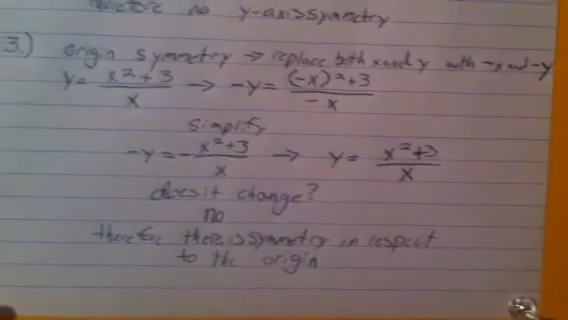 therefore no y-axis symmetry
3.) origin symmetry → replace both x and y with -x and -y
y= x²+3/x → -y= (-x)²+3/-x
simplify
-y=- x²+3/x → y= x²+3/x
does it change?
no
therefore there is symmetry in respect
to the origin